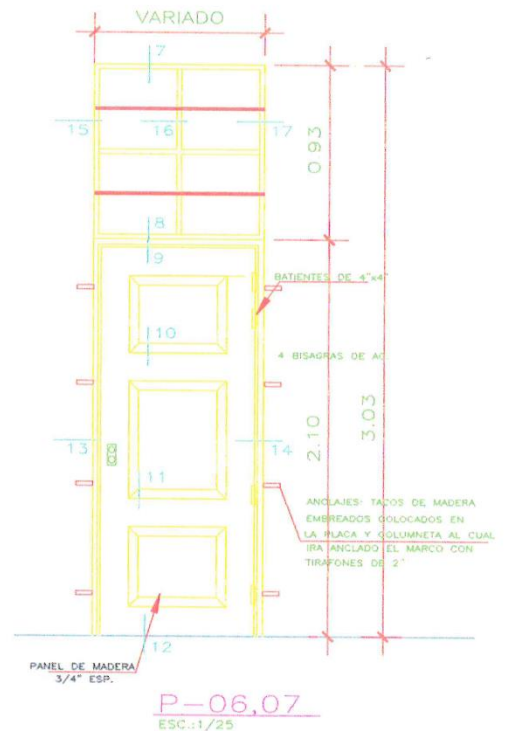 VARIADO
7
15
16
17
0.93
8
9
BATIENTES DE 4"x4"
10
4 BISAGRAS DE AC
2.10
3.03
13
14
11
ANCLAJES: TACOS DE MADERA
EMBREADOS COLOCADOS EN
LA PLACA Y COLUMNETA AL CUAL
IRA ANCLADO EL MARCO CON
TIRAFONES DE 2"
12
PANEL DE MADERA
3/4" ESP.
P-06,07
ESC.:1/25